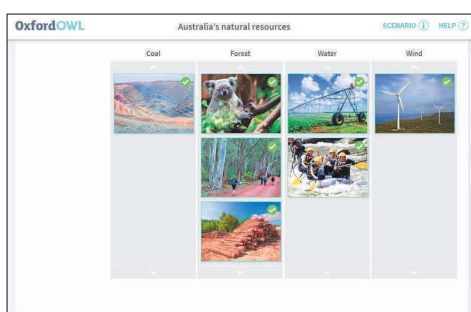 OxfordOWL
Australia's natural resources
SCENARIO i
HELP ?
Coal
Forest
Water
Wind